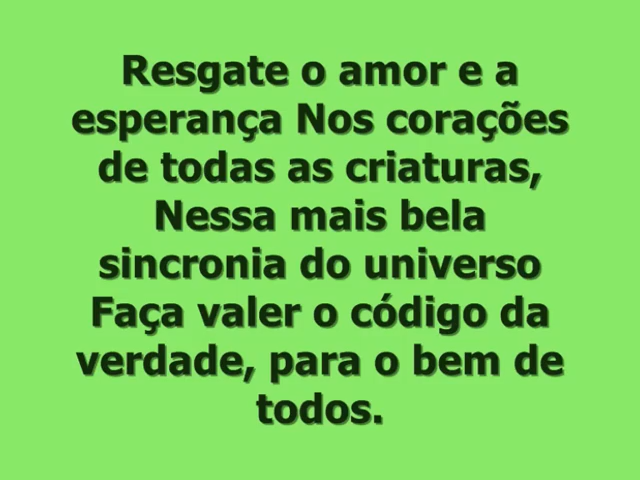 Resgate o amor e a
esperança Nos corações
de todas as criaturas,
Nessa mais bela
sincronia do universo
Faça valer o código da
verdade, para o bem de
todos.